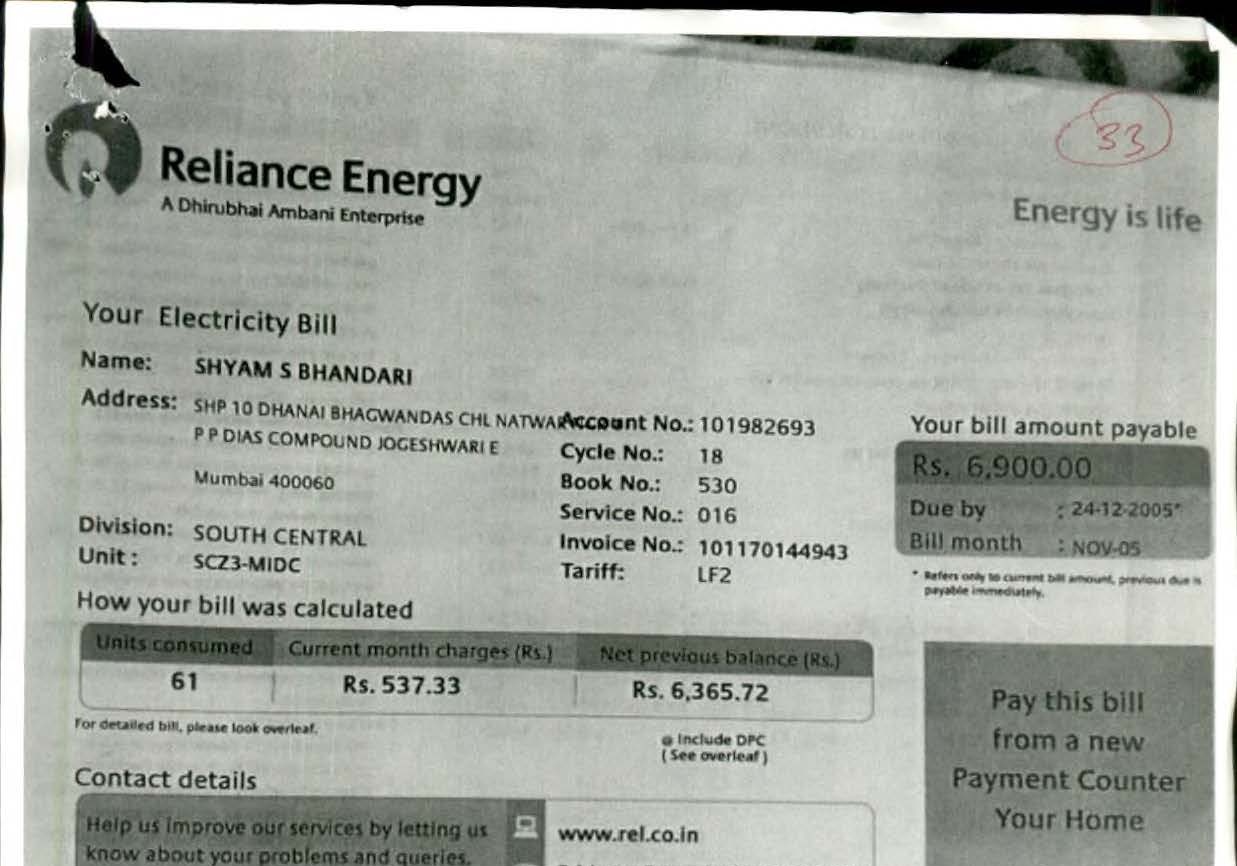 33
Reliance Energy
A Dhirubhai Ambani Enterprise
Energy is life
Your Electricity Bill
Name: SHYAM S BHANDARI
Address: SHP 10 DHANAI BHAGWANDAS CHL NATWAR
P P DIAS COMPOUND JOGESHWARI E
Mumbai 400060
Division: SOUTH CENTRAL
Unit : SCZ3-MIDC
Account No.: 101982693
Cycle No.: 18
Book No.: 530
Service No.: 016
Invoice No.: 101170144943
Tariff: LF2
Your bill amount payable
Rs. 6,900.00
Due by : 24-12-2005*
Bill month : NOV-05
* Refers only to current bill amount, previous due is
payable immediately.
How your bill was calculated
Units consumed Current month charges (Rs.) Net previous balance (Rs.)
61 Rs. 537.33 Rs. 6,365.72
For detailed bill, please look overleaf.
@ Include DPC
( See overleaf )
Pay this bill
from a new
Payment Counter
Your Home
Contact details
Help us improve our services by letting us
know about your problems and queries.
www.rel.co.in